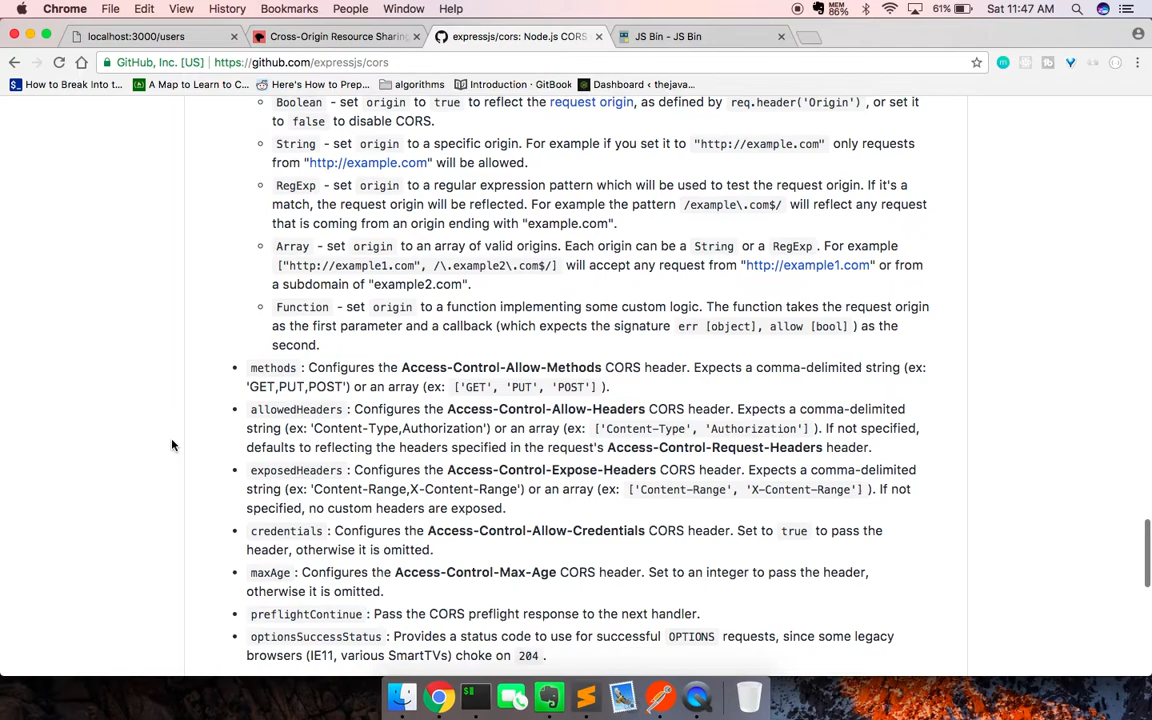 Chrome File Edit View History Bookmarks People Window Help MEM 86% 61% Sat 11:47 AM
localhost:3000/users Cross-Origin Resource Sharing expressjs/cors: Node.js CORS JS Bin - JS Bin
GitHub, Inc. [US] https://github.com/expressjs/cors
How to Break Into t... A Map to Learn to C... Here's How to Prep... algorithms Introduction · GitBook Dashboard < thejava...
Boolean - set origin to true to reflect the request origin, as defined by req.header('Origin') , or set it
to false to disable CORS.
String - set origin to a specific origin. For example if you set it to "http://example.com" only requests
from "http://example.com" will be allowed.
RegExp - set origin to a regular expression pattern which will be used to test the request origin. If it's a
match, the request origin will be reflected. For example the pattern /example\.com$/ will reflect any request
that is coming from an origin ending with "example.com".
Array - set origin to an array of valid origins. Each origin can be a String or a RegExp . For example
["http://example1.com", /\.example2\.com$/] will accept any request from "http://example1.com" or from
a subdomain of "example2.com".
Function - set origin to a function implementing some custom logic. The function takes the request origin
as the first parameter and a callback (which expects the signature err [object], allow [bool] ) as the
second.
methods : Configures the Access-Control-Allow-Methods CORS header. Expects a comma-delimited string (ex:
'GET,PUT,POST') or an array (ex: ['GET', 'PUT', 'POST'] ).
allowedHeaders : Configures the Access-Control-Allow-Headers CORS header. Expects a comma-delimited
string (ex: 'Content-Type,Authorization') or an array (ex: ['Content-Type', 'Authorization'] ). If not specified,
defaults to reflecting the headers specified in the request's Access-Control-Request-Headers header.
exposedHeaders : Configures the Access-Control-Expose-Headers CORS header. Expects a comma-delimited
string (ex: 'Content-Range,X-Content-Range') or an array (ex: ['Content-Range', 'X-Content-Range'] ). If not
specified, no custom headers are exposed.
credentials : Configures the Access-Control-Allow-Credentials CORS header. Set to true to pass the
header, otherwise it is omitted.
maxAge : Configures the Access-Control-Max-Age CORS header. Set to an integer to pass the header,
otherwise it is omitted.
preflightContinue : Pass the CORS preflight response to the next handler.
optionsSuccessStatus : Provides a status code to use for successful OPTIONS requests, since some legacy
browsers (IE11, various SmartTVs) choke on 204 .